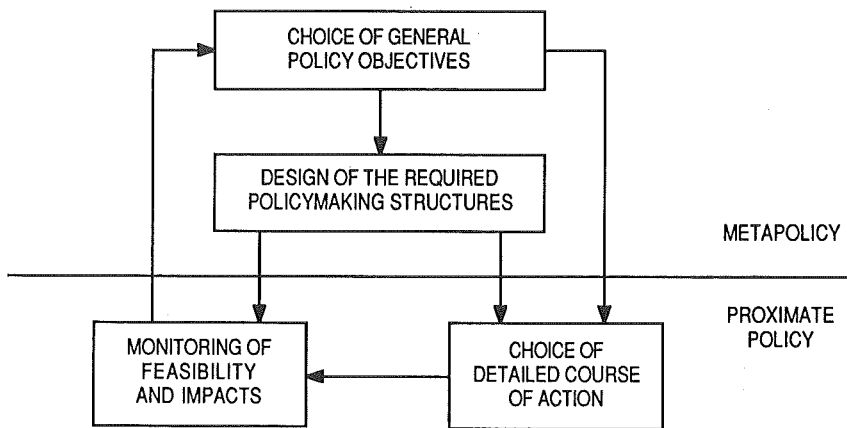 CHOICE OF GENERAL
POLICY OBJECTIVES
DESIGN OF THE REQUIRED
POLICYMAKING STRUCTURES
METAPOLICY
PROXIMATE
POLICY
MONITORING OF
FEASIBILITY
AND IMPACTS
CHOICE OF
DETAILED COURSE
OF ACTION